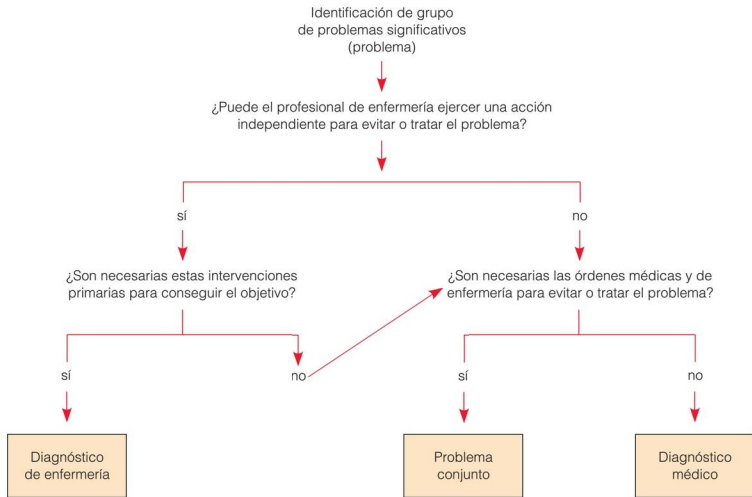 Identificación de grupo
de problemas significativos
(problema)
¿Puede el profesional de enfermería ejercer una acción
independiente para evitar o tratar el problema?
sí
no
¿Son necesarias estas intervenciones
primarias para conseguir el objetivo?
¿Son necesarias las órdenes médicas y de
enfermería para evitar o tratar el problema?
sí
no
sí
no
Diagnóstico
de enfermería
Problema
conjunto
Diagnóstico
médico